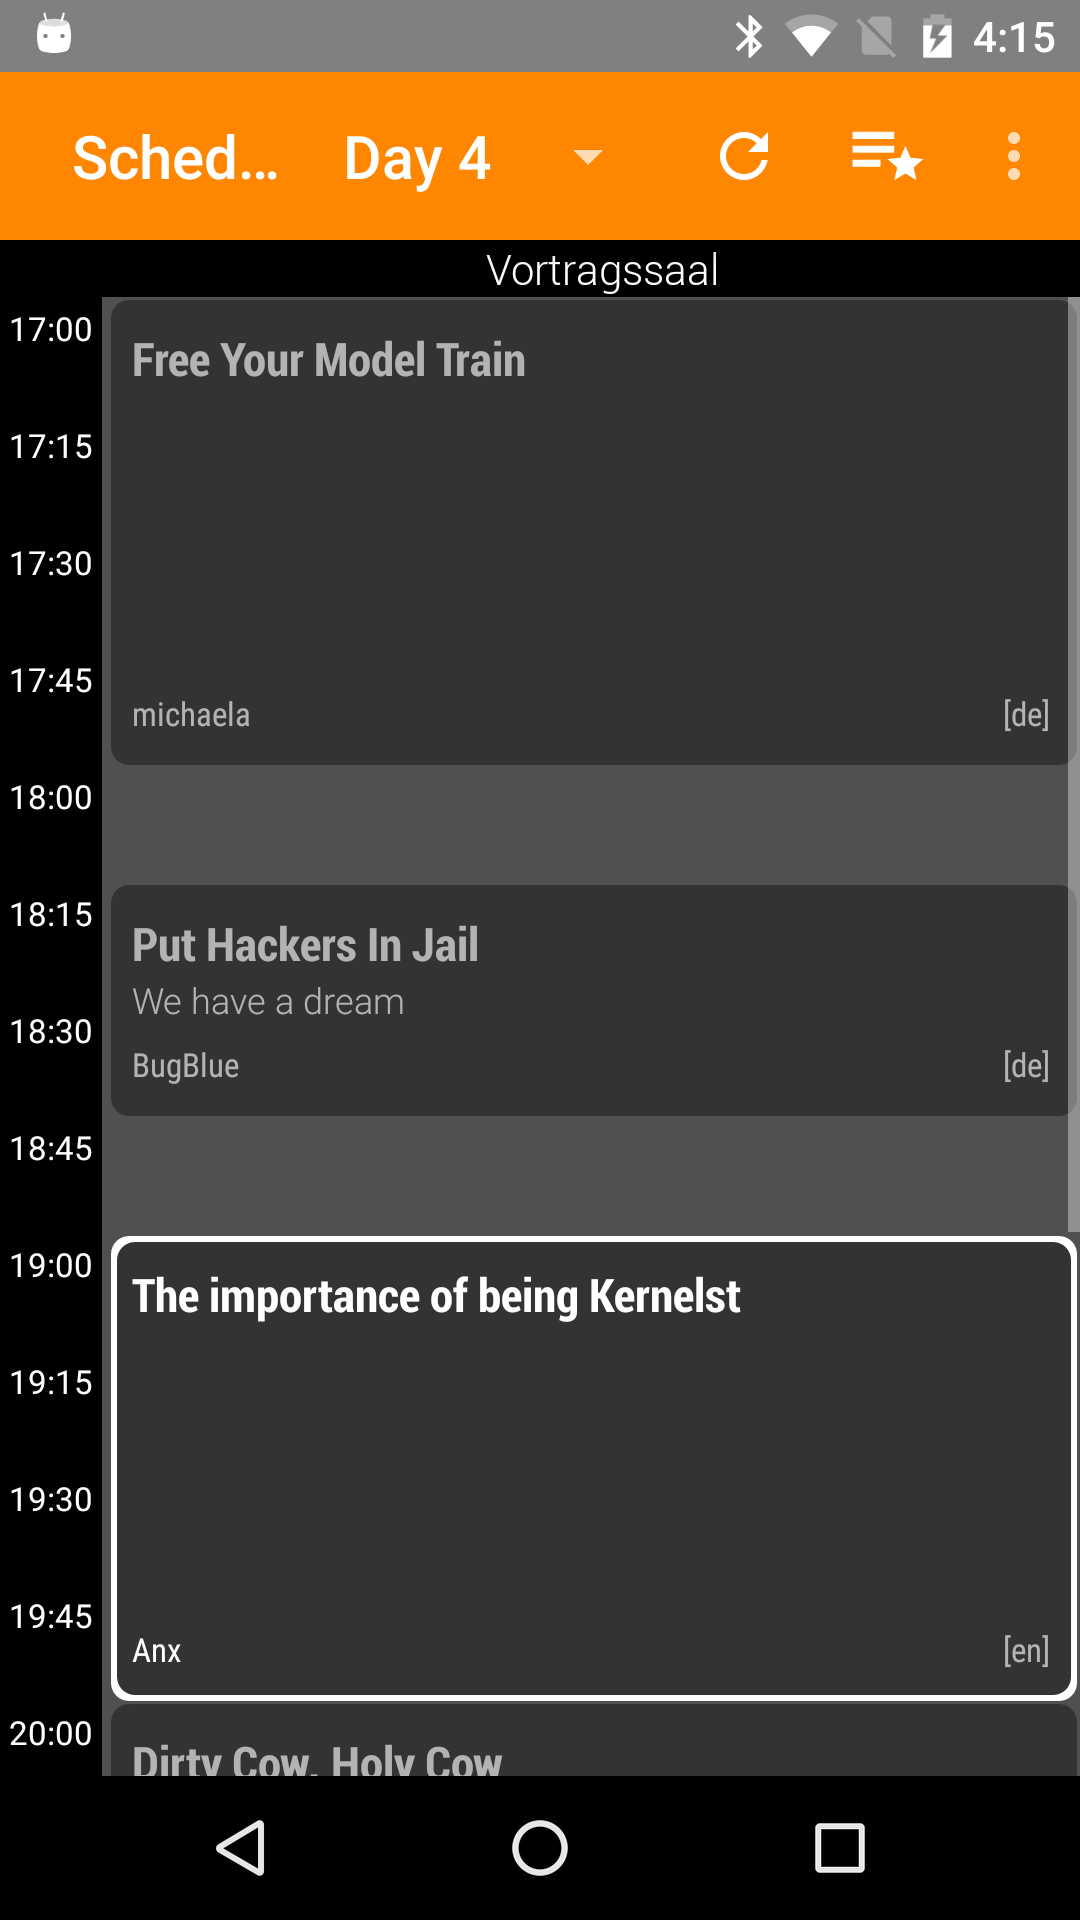 4:15
Sched...
Day 4
Vortragssaal
17:00
Free Your Model Train
17:15
17:30
17:45
michaela [de]
18:00
18:15
Put Hackers In Jail
We have a dream
18:30
BugBlue [de]
18:45
19:00
The importance of being Kernelst
19:15
19:30
19:45
Anx [en]
20:00
Dirty Cow, Holy Cow